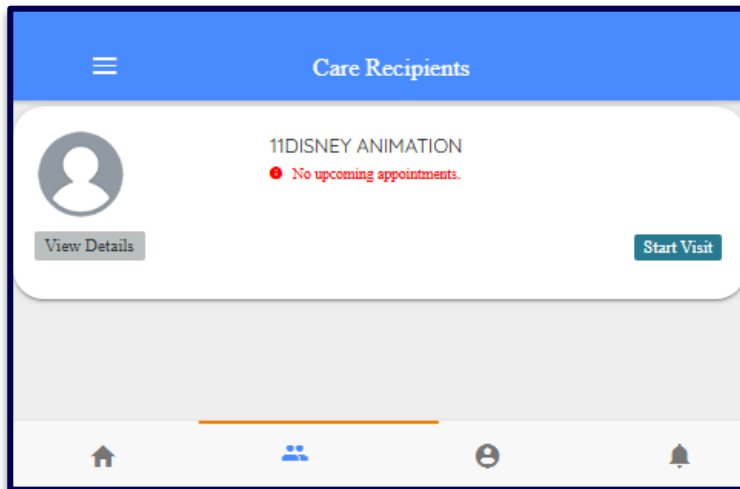 Care Recipients
11DISNEY ANIMATION
No upcoming appointments.
View Details
Start Visit